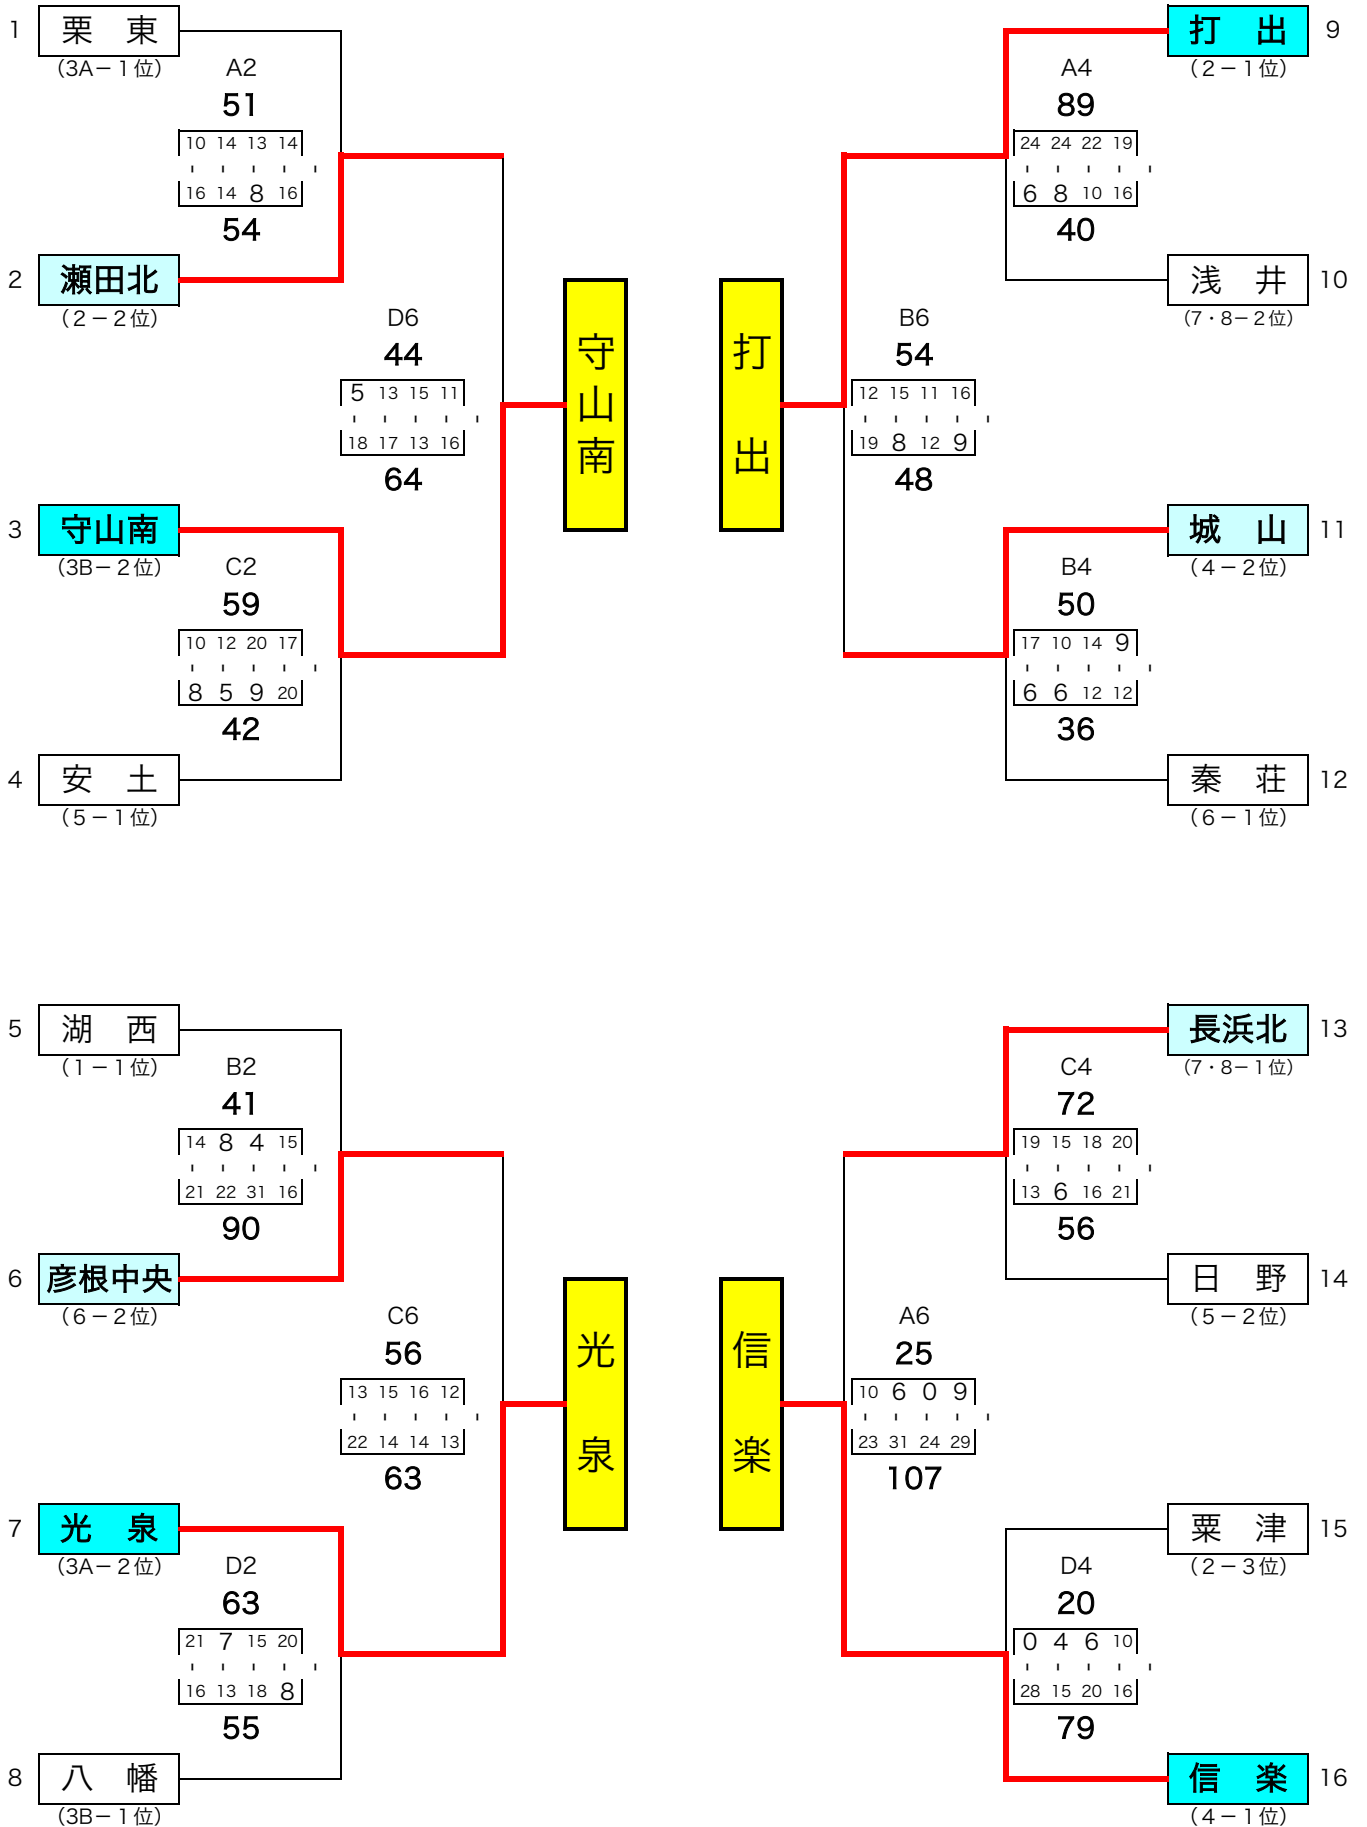 1 栗 東
(3A－1位)
A2
51
10 14 13 14
16 14 8 16
54
2 瀬田北
(2－2位)
D6
44
5 13 15 11
18 17 13 16
64
守山南
3 守山南
(3B－2位)
C2
59
10 12 20 17
8 5 9 20
42
4 安 土
(5－1位)
打 出 9
(2－1位)
A4
89
24 24 22 19
6 8 10 16
40
浅 井 10
(7・8－2位)
打 出
B6
54
12 15 11 16
19 8 12 9
48
城 山 11
(4－2位)
B4
50
17 10 14 9
6 6 12 12
36
秦 荘 12
(6－1位)
5 湖 西
(1－1位)
B2
41
14 8 4 15
21 22 31 16
90
6 彦根中央
(6－2位)
C6
56
13 15 16 12
22 14 14 13
63
光 泉
7 光 泉
(3A－2位)
D2
63
21 7 15 20
16 13 18 8
55
8 八 幡
(3B－1位)
長浜北 13
(7・8－1位)
C4
72
19 15 18 20
13 6 16 21
56
日 野 14
(5－2位)
信 楽
A6
25
10 6 0 9
23 31 24 29
107
粟 津 15
(2－3位)
D4
20
0 4 6 10
28 15 20 16
79
信 楽 16
(4－1位)